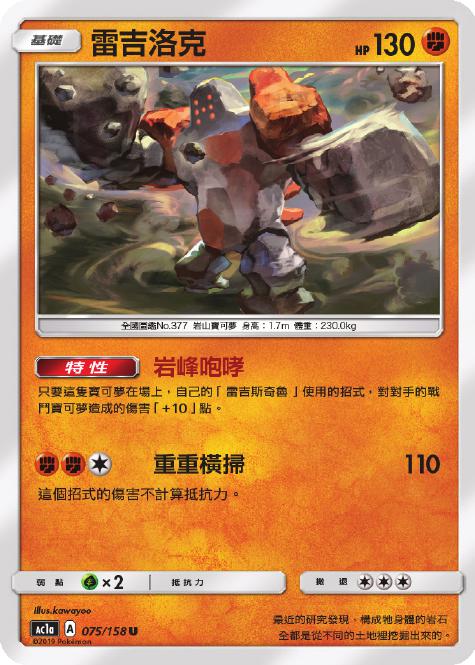 基礎 雷吉洛克 HP 130
全國圖鑑No.377 岩山寶可夢 身高：1.7m 體重：230.0kg
特性 岩峰咆哮
只要這隻寶可夢在場上，自己的「雷吉斯奇魯」使用的招式，對對手的戰
鬥寶可夢造成的傷害「+10」點。
重重橫掃 110
這個招式的傷害不計算抵抗力。
弱點 ×2 抵抗力 撤退
illus.kawayoo
AC1a A 075/158 U
©2019 Pokémon
最近的研究發現，構成牠身體的岩石
全都是從不同的土地裡挖掘出來的。